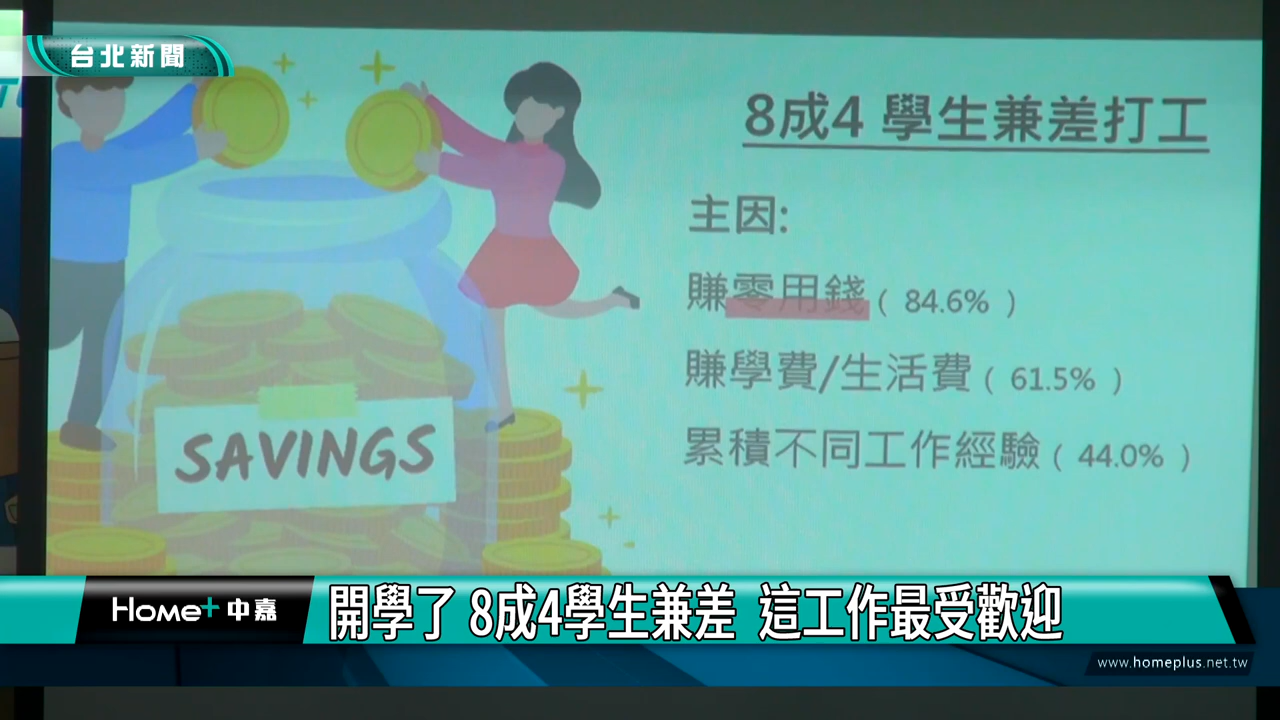 台北新聞
8成4 學生兼差打工
主因:
賺零用錢( 84.6% )
賺學費/生活費( 61.5% )
累積不同工作經驗( 44.0% )
SAVINGS
Home+ 中嘉
開學了 8成4學生兼差 這工作最受歡迎
www.homeplus.net.tw